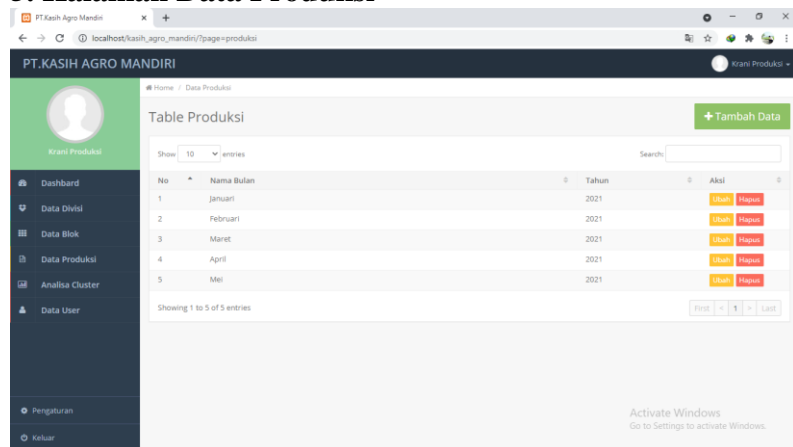 PT.Kasih Agro Mandiri
localhost/kasih_agro_mandiri/?page=produksi
PT.KASIH AGRO MANDIRI
Krani Produksi
Home / Data Produksi
Krani Produksi
Table Produksi
Tambah Data
Show 10 entries
Search:
No Nama Bulan Tahun Aksi
1 Januari 2021 Ubah Hapus
2 Februari 2021 Ubah Hapus
3 Maret 2021 Ubah Hapus
4 April 2021 Ubah Hapus
5 Mei 2021 Ubah Hapus
Showing 1 to 5 of 5 entries
First < 1 > Last
Dashbard
Data Divisi
Data Blok
Data Produksi
Analisa Cluster
Data User
Pengaturan
Keluar
Activate Windows
Go to Settings to activate Windows.